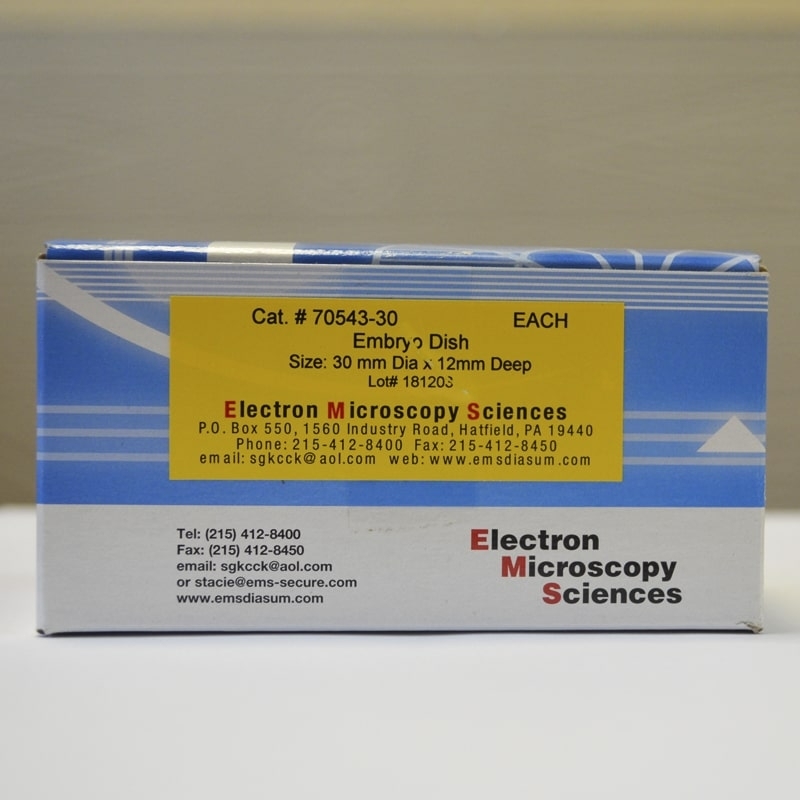 Cat. # 70543-30 EACH
Embryo Dish
Size: 30 mm Dia x 12mm Deep
Lot#
Electron Microscopy Sciences
P.O. Box 550, 1560 Industry Road, Hatfield, PA 19440
Phone: 215-412-8400 Fax: 215-412-8450
email: sgkcck@aol.com web: www.emsdiasum.com
Tel: (215) 412-8400
Fax: (215) 412-8450
email: sgkcck@aol.com
or stacie@ems-secure.com
www.emsdiasum.com
Electron
Microscopy
Sciences